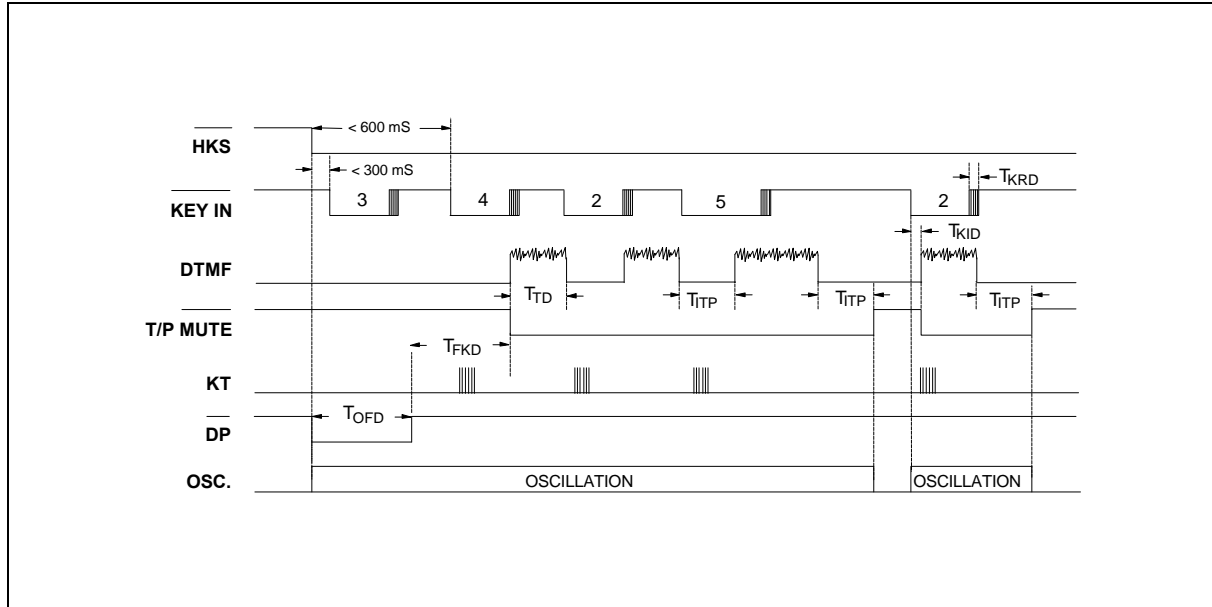 < 600 mS
HKS
< 300 mS
TKRD
KEY IN 3 4 2 5 2
TKID
DTMF
TTD TITP TITP TITP
T/P MUTE
TFKD
KT
TOFD
DP
OSC. OSCILLATION OSCILLATION